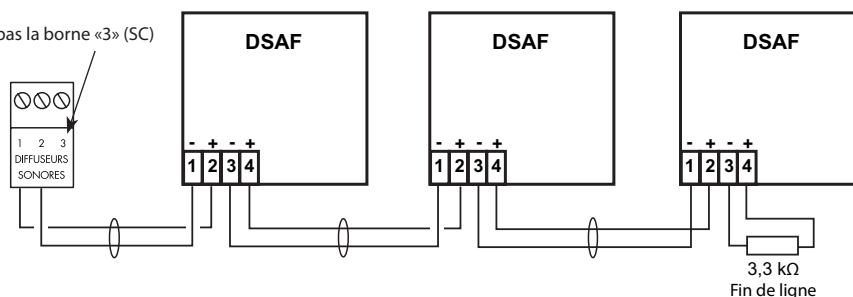 pas la borne «3» (SC)
DSAF
DSAF
DSAF
1 2 3
DIFFUSEURS
SONORES
- + - +
1 2 3 4
- + - +
1 2 3 4
- + - +
1 2 3 4
3,3 kΩ
Fin de ligne